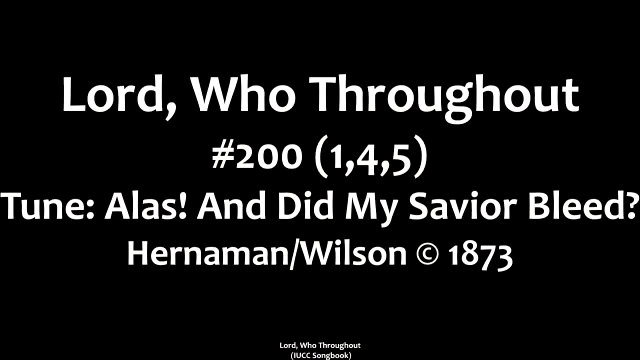 Lord, Who Throughout
#200 (1,4,5)
Tune: Alas! And Did My Savior Bleed?
Hernaman/Wilson © 1873
Lord, Who Throughout
(IUCC Songbook)